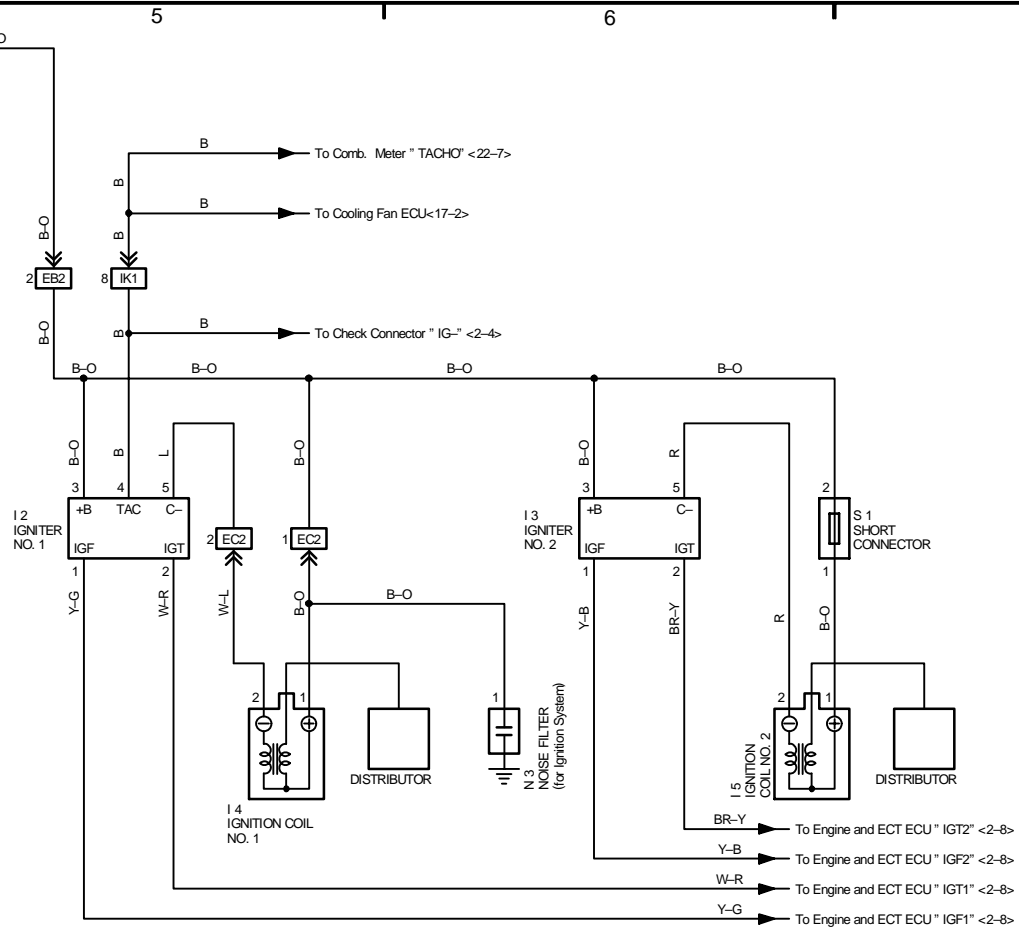 5
6
O
B
To Comb. Meter " TACHO" <22–7>
B
B
To Cooling Fan ECU<17–2>
B–O
B
2 EB2
8 IK1
B–O
B
B
To Check Connector " IG–" <2–4>
B–O
B–O
B–O
B–O
B–O
B
L
B–O
B–O
R
3
4
5
3
5
2
I 2
IGNITER
NO. 1
+B
TAC
C–
IGF
IGT
2 EC2
1 EC2
I 3
IGNITER
NO. 2
+B
C–
IGF
IGT
S 1
SHORT
CONNECTOR
1
2
1
2
1
Y–G
W–R
W–L
B–O
B–O
Y–B
BR–Y
R
B–O
2
1
1
2
1
DISTRIBUTOR
N 3
NOISE FILTER
(for Ignition System)
I 5
IGNITION
COIL NO. 2
DISTRIBUTOR
I 4
IGNITION COIL
NO. 1
BR–Y
To Engine and ECT ECU " IGT2" <2–8>
Y–B
To Engine and ECT ECU " IGF2" <2–8>
W–R
To Engine and ECT ECU " IGT1" <2–8>
Y–G
To Engine and ECT ECU " IGF1" <2–8>